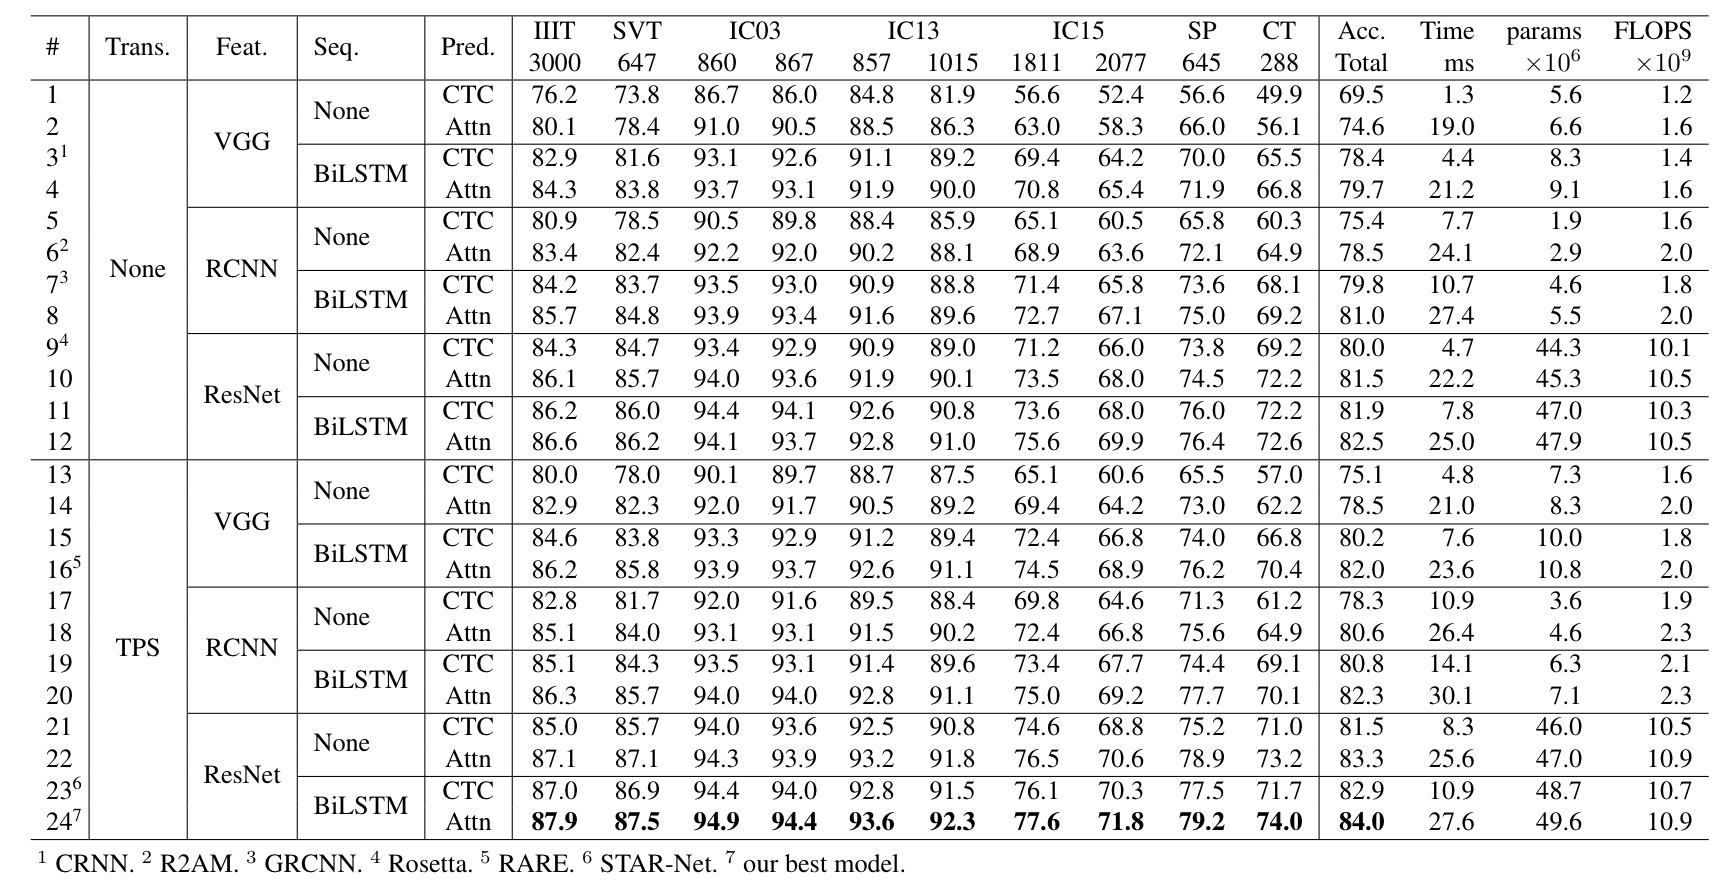 # Trans. Feat. Seq. Pred. IIIT SVT IC03 IC13 IC15 SP CT Acc. Time params FLOPS
3000 647 860 867 857 1015 1811 2077 645 288 Total ms ×10⁶ ×10⁹
1 None VGG None CTC 76.2 73.8 86.7 86.0 84.8 81.9 56.6 52.4 56.6 49.9 69.5 1.3 5.6 1.2
2 Attn 80.1 78.4 91.0 90.5 88.5 86.3 63.0 58.3 66.0 56.1 74.6 19.0 6.6 1.6
3¹ BiLSTM CTC 82.9 81.6 93.1 92.6 91.1 89.2 69.4 64.2 70.0 65.5 78.4 4.4 8.3 1.4
4 Attn 84.3 83.8 93.7 93.1 91.9 90.0 70.8 65.4 71.9 66.8 79.7 21.2 9.1 1.6
5 RCNN None CTC 80.9 78.5 90.5 89.8 88.4 85.9 65.1 60.5 65.8 60.3 75.4 7.7 1.9 1.6
6² Attn 83.4 82.4 92.2 92.0 90.2 88.1 68.9 63.6 72.1 64.9 78.5 24.1 2.9 2.0
7³ BiLSTM CTC 84.2 83.7 93.5 93.0 90.9 88.8 71.4 65.8 73.6 68.1 79.8 10.7 4.6 1.8
8 Attn 85.7 84.8 93.9 93.4 91.6 89.6 72.7 67.1 75.0 69.2 81.0 27.4 5.5 2.0
9⁴ ResNet None CTC 84.3 84.7 93.4 92.9 90.9 89.0 71.2 66.0 73.8 69.2 80.0 4.7 44.3 10.1
10 Attn 86.1 85.7 94.0 93.6 91.9 90.1 73.5 68.0 74.5 72.2 81.5 22.2 45.3 10.5
11 BiLSTM CTC 86.2 86.0 94.4 94.1 92.6 90.8 73.6 68.0 76.0 72.2 81.9 7.8 47.0 10.3
12 Attn 86.6 86.2 94.1 93.7 92.8 91.0 75.6 69.9 76.4 72.6 82.5 25.0 47.9 10.5
13 TPS VGG None CTC 80.0 78.0 90.1 89.7 88.7 87.5 65.1 60.6 65.5 57.0 75.1 4.8 7.3 1.6
14 Attn 82.9 82.3 92.0 91.7 90.5 89.2 69.4 64.2 73.0 62.2 78.5 21.0 8.3 2.0
15 BiLSTM CTC 84.6 83.8 93.3 92.9 91.2 89.4 72.4 66.8 74.0 66.8 80.2 7.6 10.0 1.8
16⁵ Attn 86.2 85.8 93.9 93.7 92.6 91.1 74.5 68.9 76.2 70.4 82.0 23.6 10.8 2.0
17 RCNN None CTC 82.8 81.7 92.0 91.6 89.5 88.4 69.8 64.6 71.3 61.2 78.3 10.9 3.6 1.9
18 Attn 85.1 84.0 93.1 93.1 91.5 90.2 72.4 66.8 75.6 64.9 80.6 26.4 4.6 2.3
19 BiLSTM CTC 85.1 84.3 93.5 93.1 91.4 89.6 73.4 67.7 74.4 69.1 80.8 14.1 6.3 2.1
20 Attn 86.3 85.7 94.0 94.0 92.8 91.1 75.0 69.2 77.7 70.1 82.3 30.1 7.1 2.3
21 ResNet None CTC 85.0 85.7 94.0 93.6 92.5 90.8 74.6 68.8 75.2 71.0 81.5 8.3 46.0 10.5
22 Attn 87.1 87.1 94.3 93.9 93.2 91.8 76.5 70.6 78.9 73.2 83.3 25.6 47.0 10.9
23⁶ BiLSTM CTC 87.0 86.9 94.4 94.0 92.8 91.5 76.1 70.3 77.5 71.7 82.9 10.9 48.7 10.7
24⁷ Attn 87.9 87.5 94.9 94.4 93.6 92.3 77.6 71.8 79.2 74.0 84.0 27.6 49.6 10.9
¹ CRNN. ² R2AM. ³ GRCNN. ⁴ Rosetta. ⁵ RARE. ⁶ STAR-Net. ⁷ our best model.